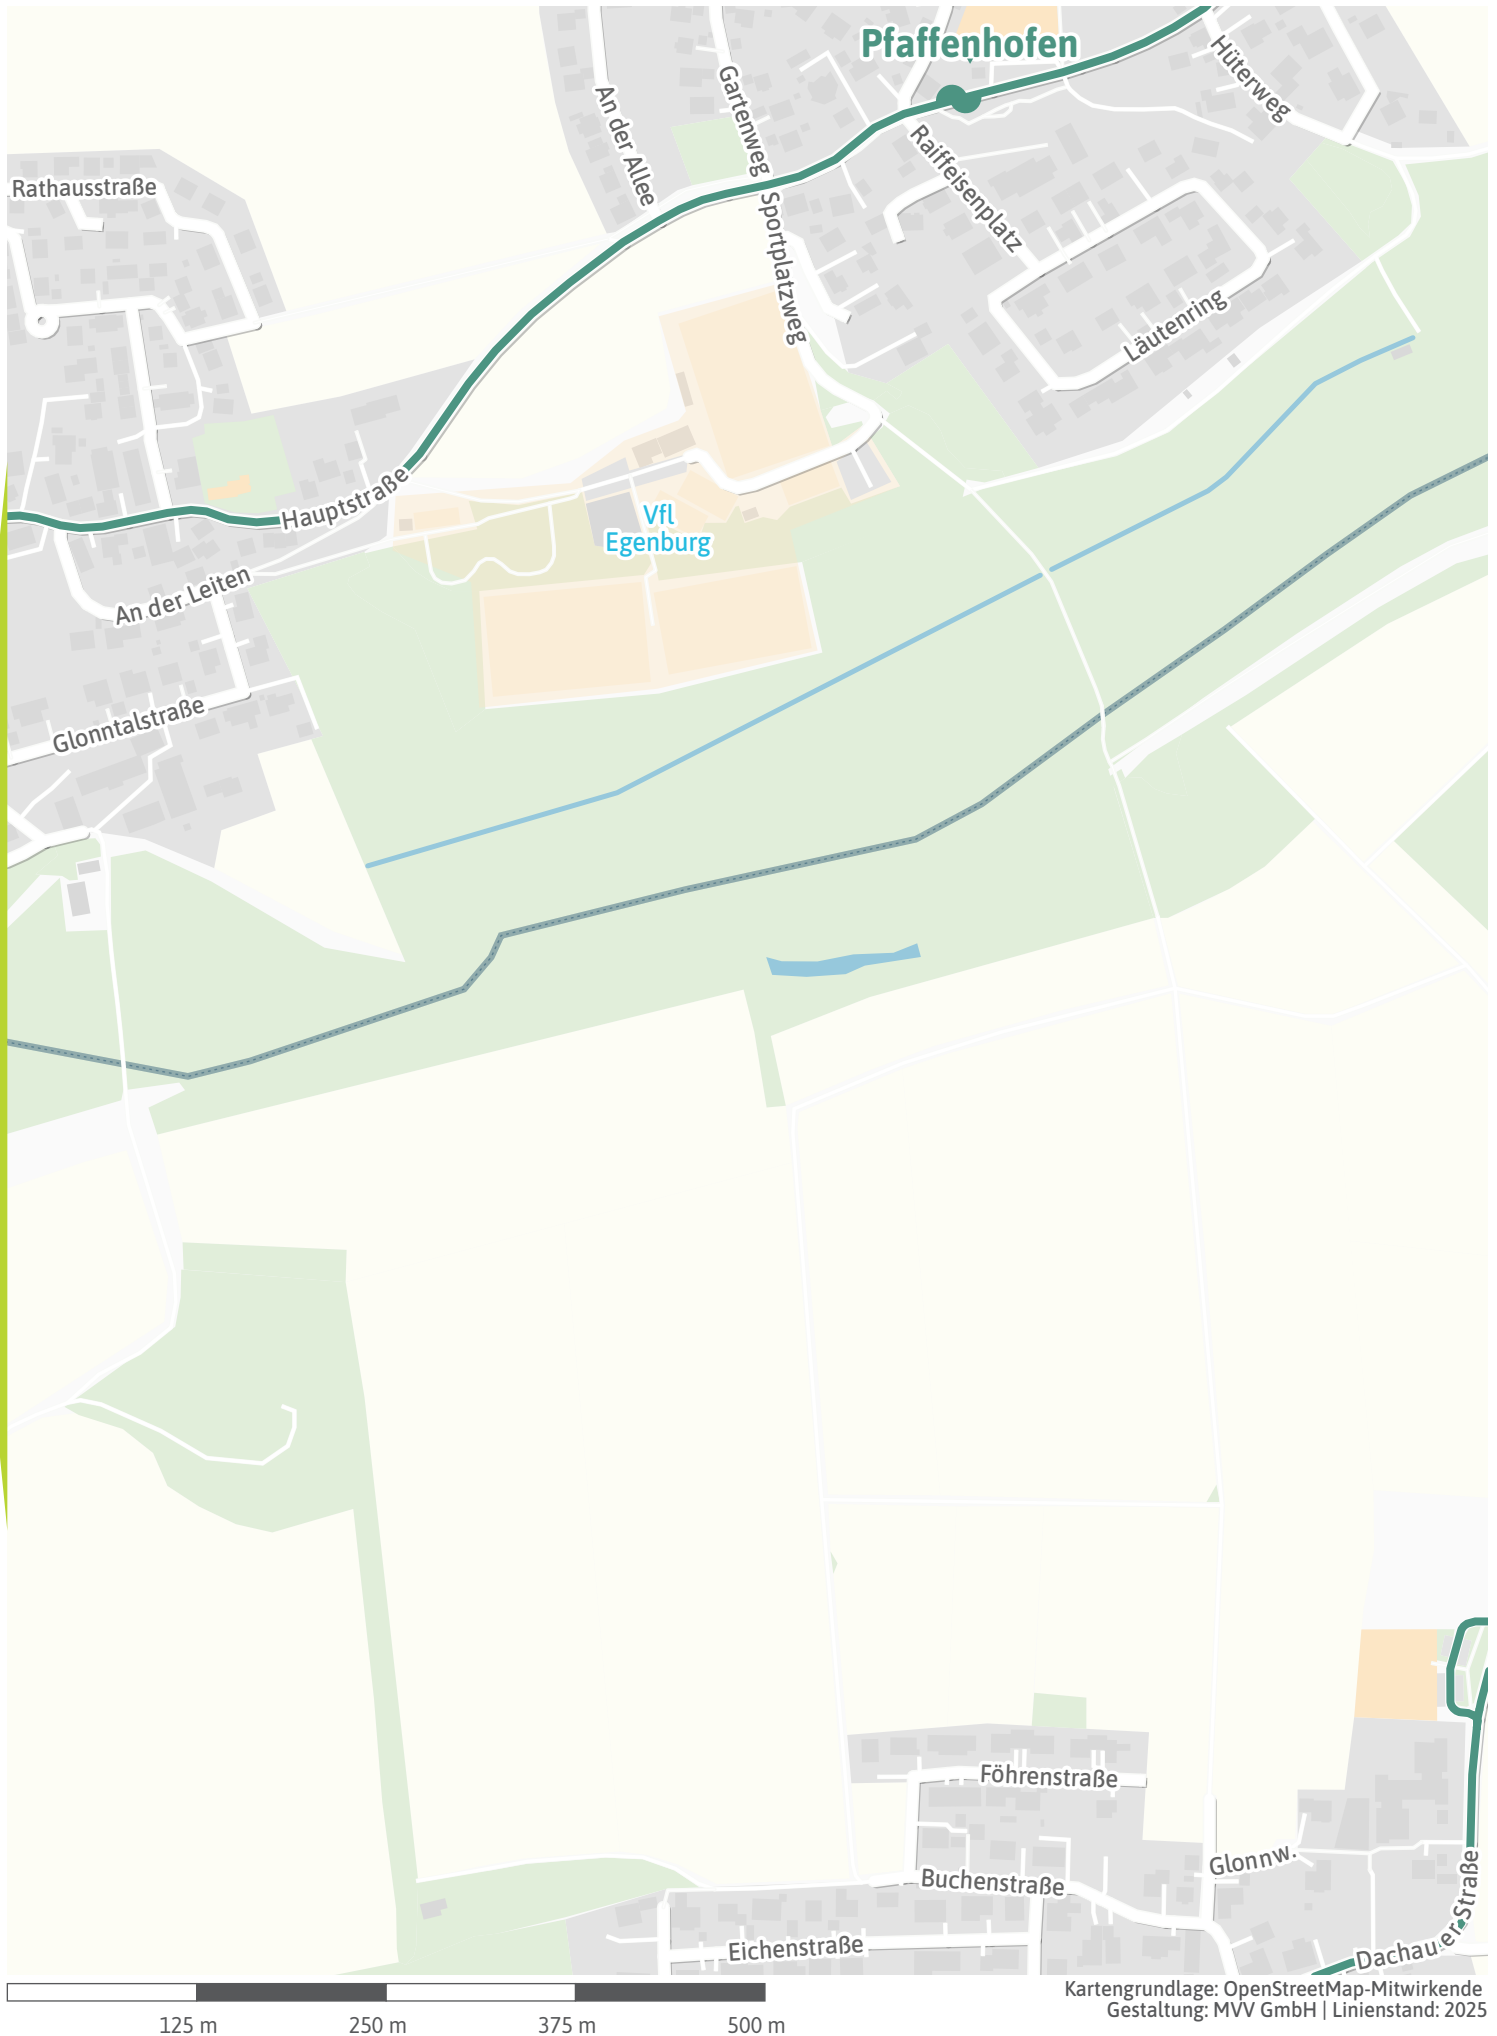 Pfaffenhofen
Hüterweg
Gartenweg
An der Allee
Raiffeisenplatz
Rathausstraße
Sportplatzweg
Läutenring
Hauptstraße
Vfl
Egenburg
An der Leiten
Glonntalstraße
Föhrenstraße
Glonnw.
Buchenstraße
Eichenstraße
Dachauer Straße
Kartengrundlage: OpenStreetMap-Mitwirkende
Gestaltung: MVV GmbH | Linienstand: 2025
125 m
250 m
375 m
500 m